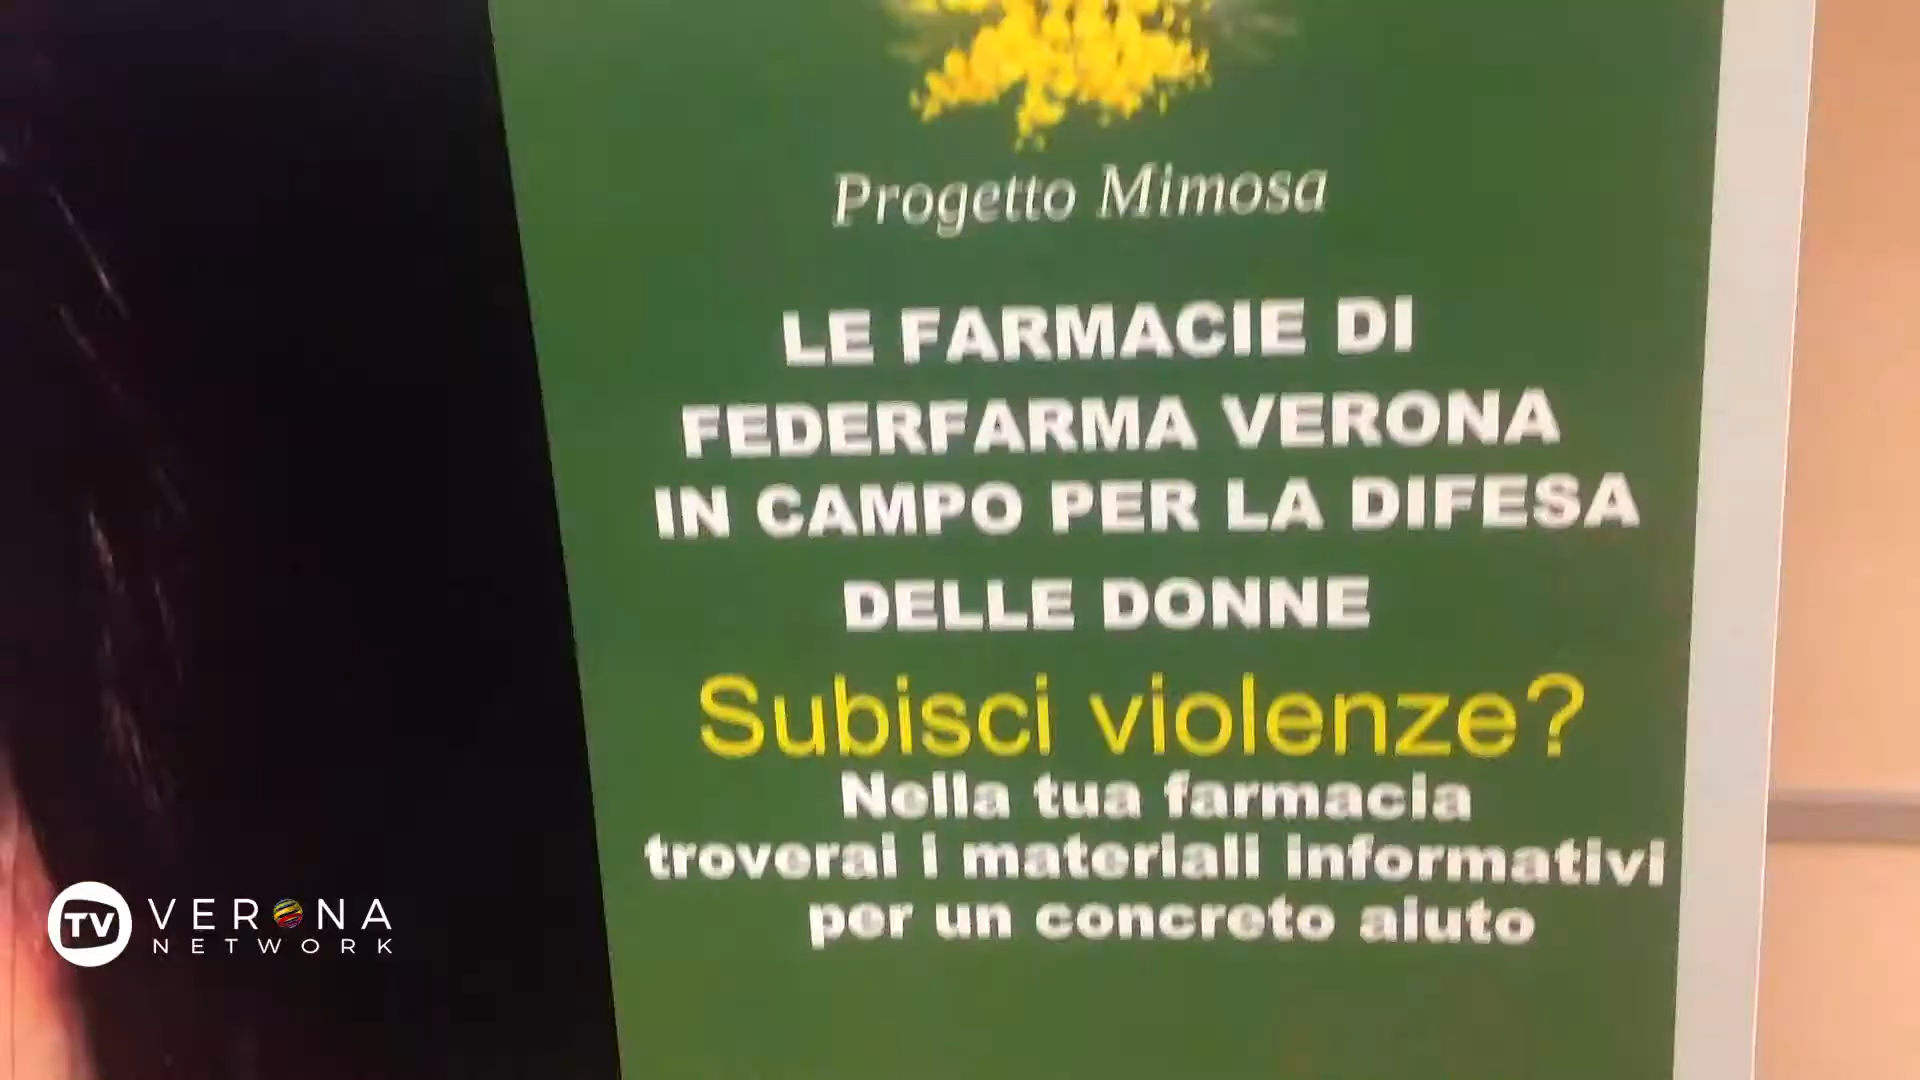 Progetto Mimosa
LE FARMACIE DI
FEDERFARMA VERONA
IN CAMPO PER LA DIFESA
DELLE DONNE
Subisci violenze?
Nella tua farmacia
troverai i materiali informativi
per un concreto aiuto
TV VERONA
NETWORK